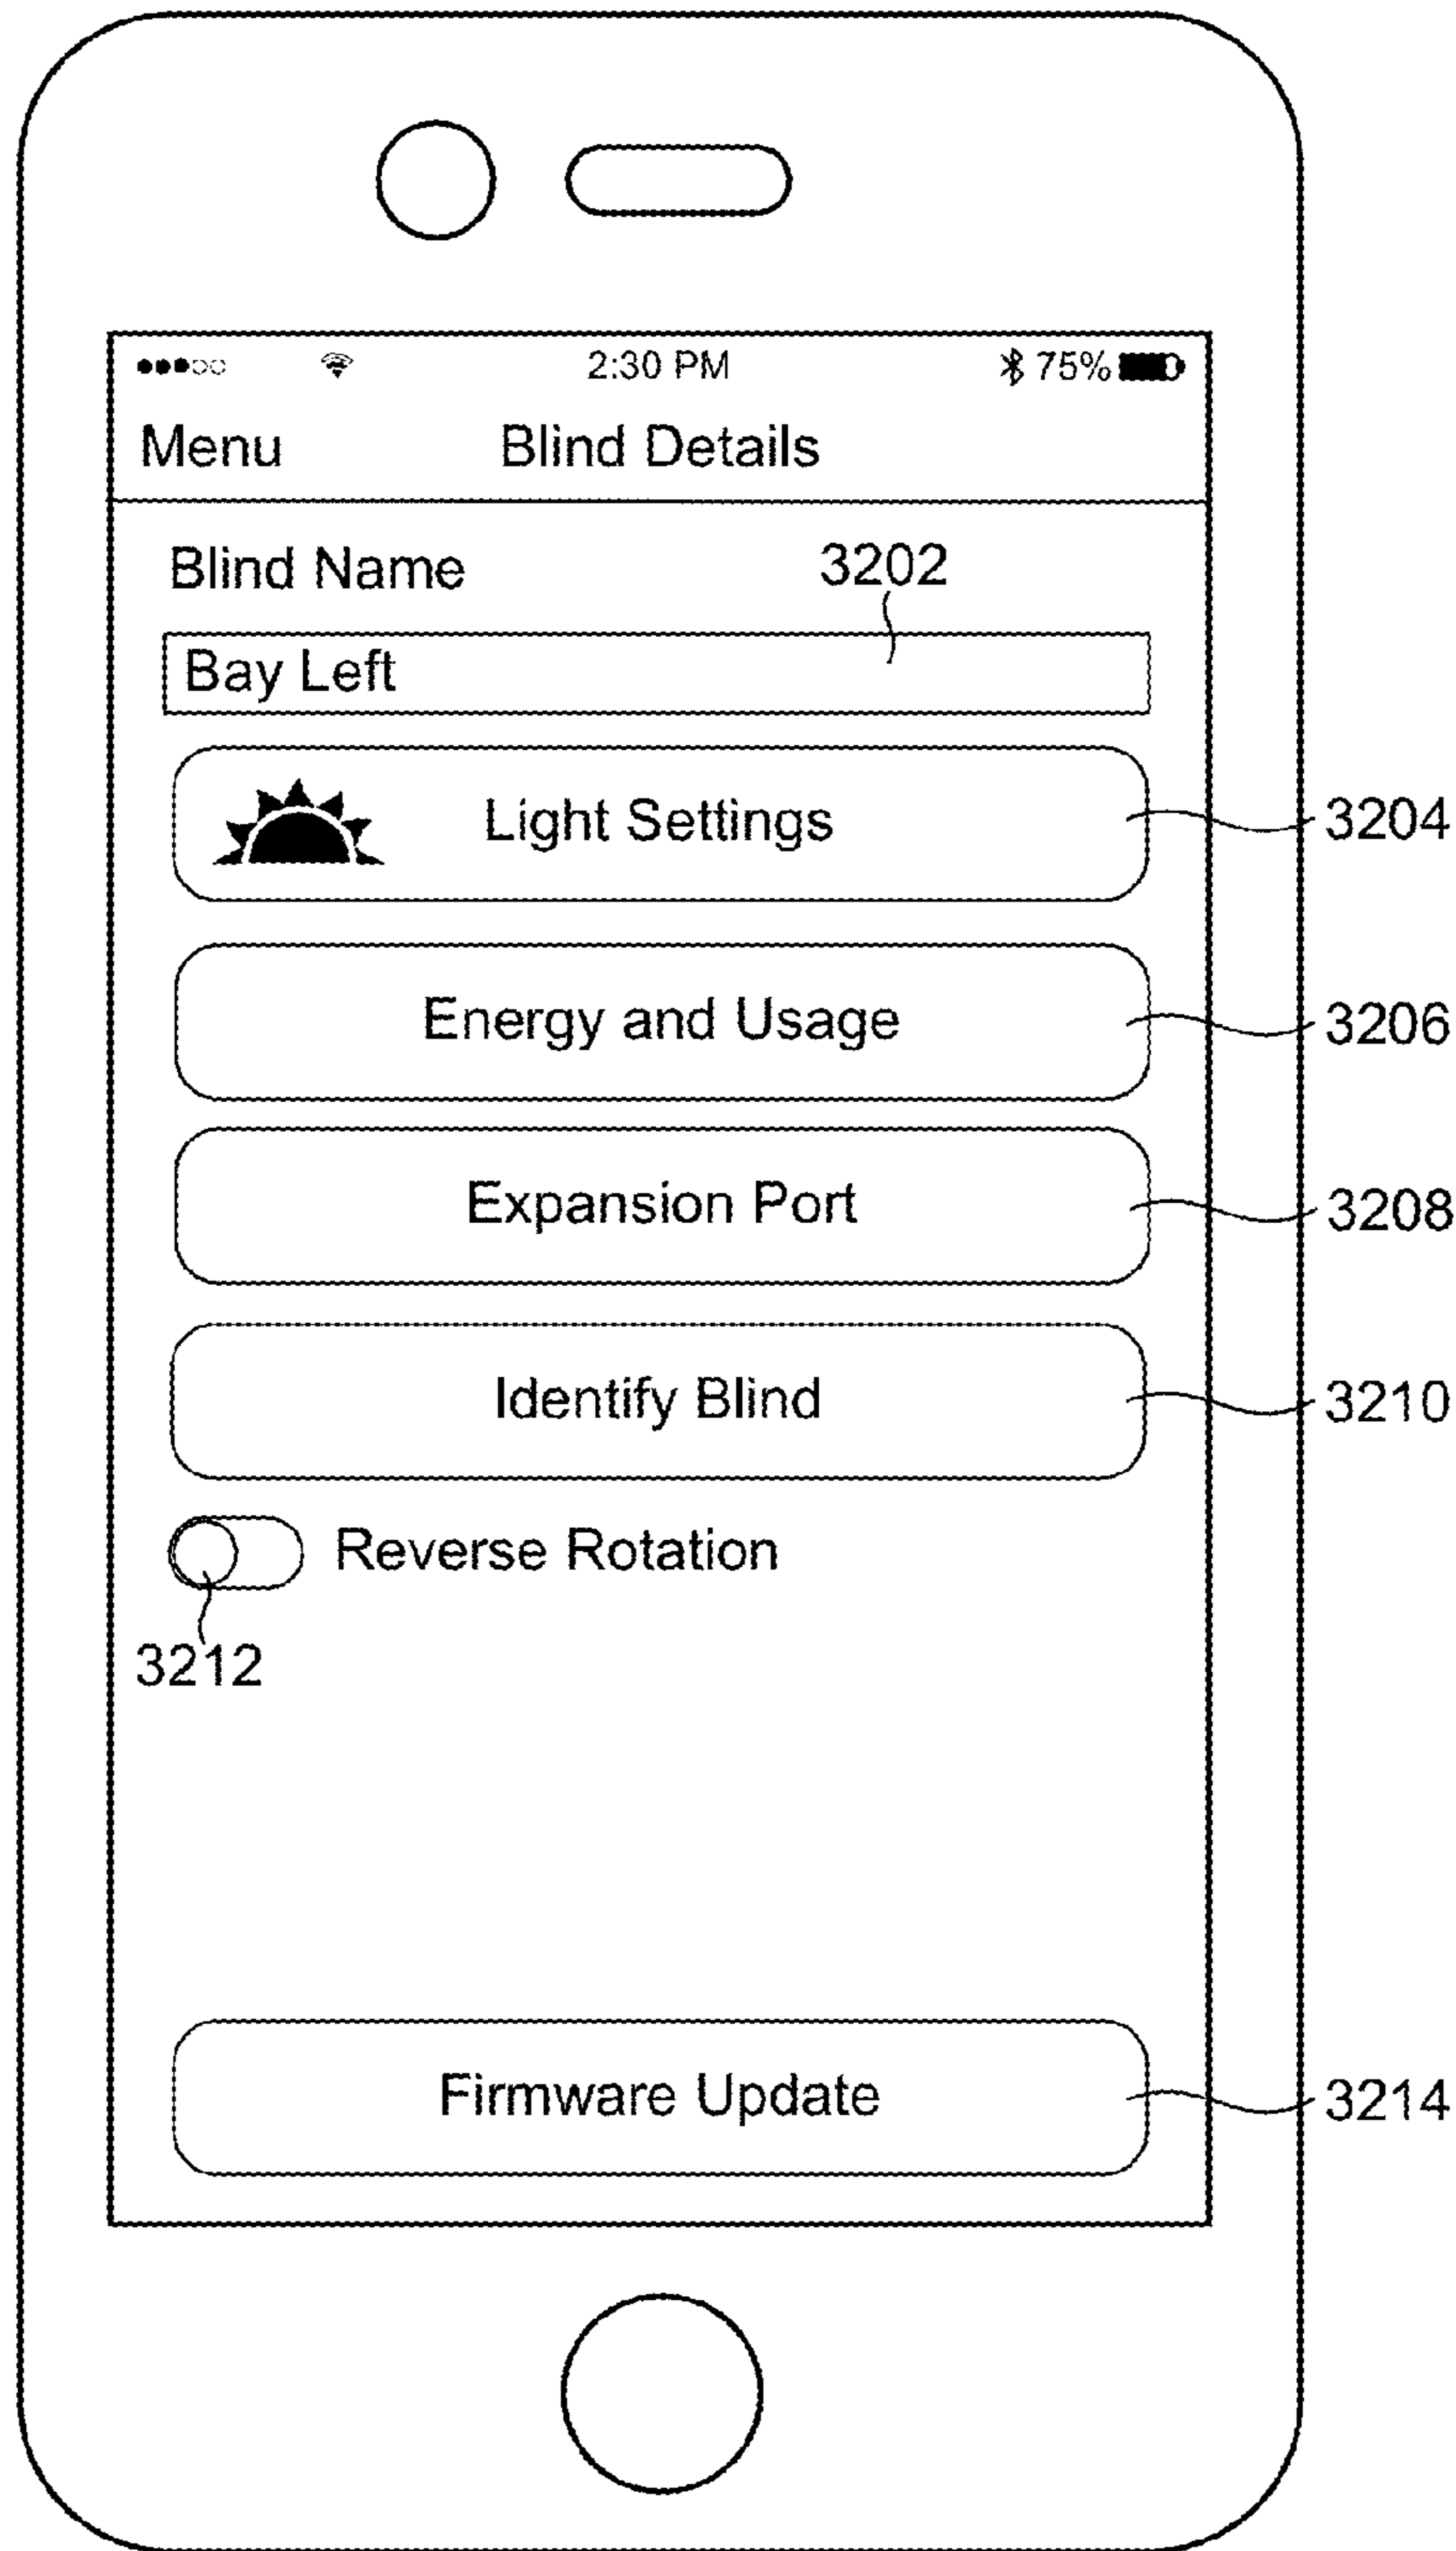 2:30 PM 75%
Menu Blind Details
Blind Name 3202
Bay Left
Light Settings 3204
Energy and Usage 3206
Expansion Port 3208
Identify Blind 3210
Reverse Rotation
3212
Firmware Update 3214